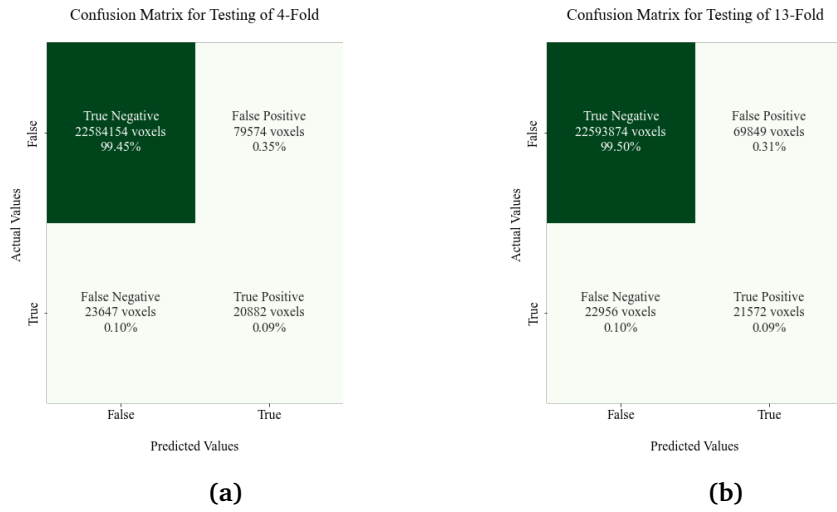 Confusion Matrix for Testing of 4-Fold
True Negative
22584154 voxels
99.45%
False Positive
79574 voxels
0.35%
False Negative
23647 voxels
0.10%
True Positive
20882 voxels
0.09%
False
True
Actual Values
False
True
Predicted Values
(a)
Confusion Matrix for Testing of 13-Fold
True Negative
22593874 voxels
99.50%
False Positive
69849 voxels
0.31%
False Negative
22956 voxels
0.10%
True Positive
21572 voxels
0.09%
False
True
Actual Values
False
True
Predicted Values
(b)